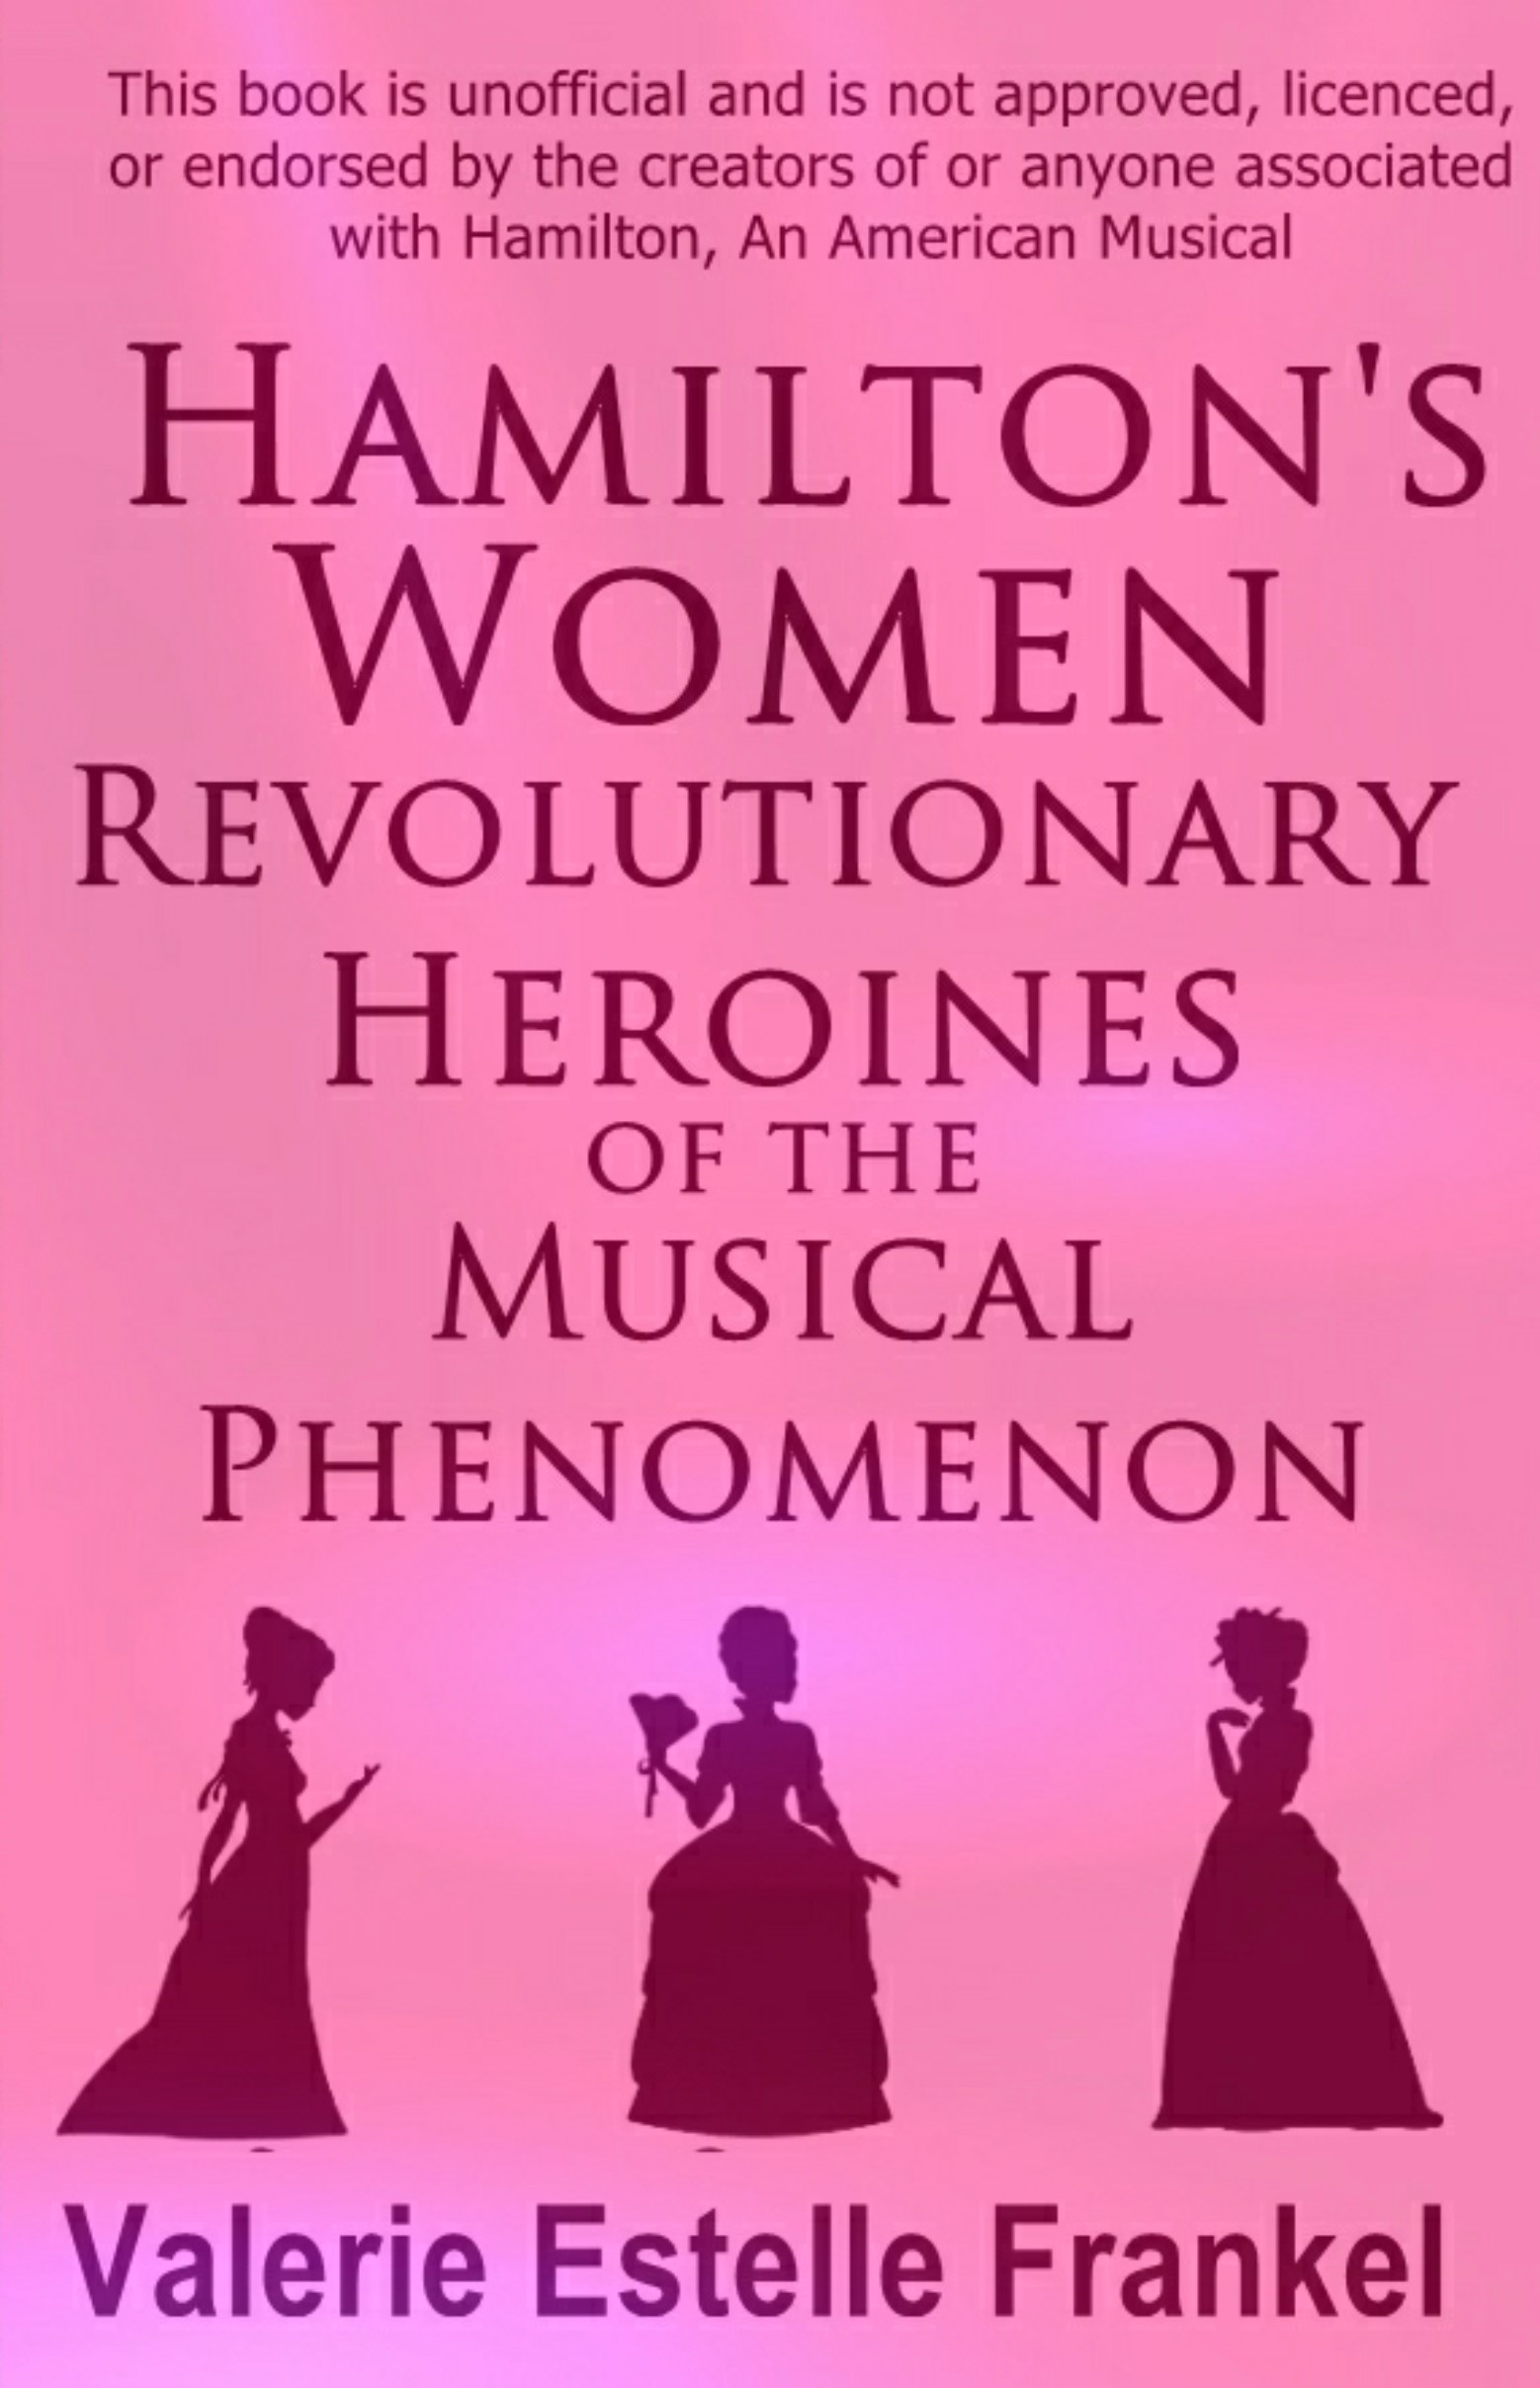 This book is unofficial and is not approved, licenced,
or endorsed by the creators of or anyone associated
with Hamilton, An American Musical
HAMILTON'S
WOMEN
REVOLUTIONARY
HEROINES
OF THE
MUSICAL
PHENOMENON
Valerie Estelle Frankel